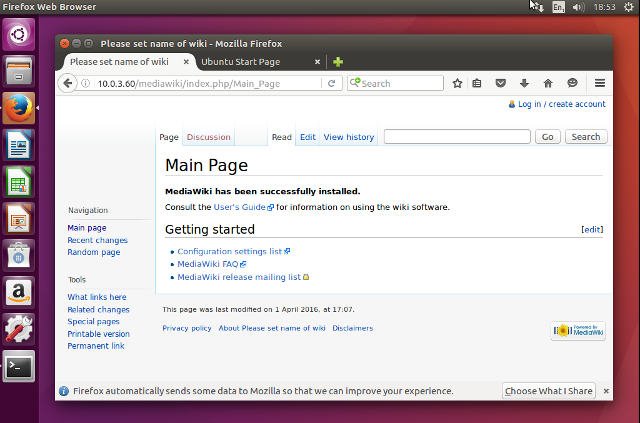 Firefox Web Browser
En
18:53
Please set name of wiki - Mozilla Firefox
Please set name of wiki
Ubuntu Start Page
10.0.3.60/mediawiki/index.php/Main_Page
Search
Log in / create account
Page
Discussion
Read
Edit
View history
Go
Search
Main Page
MediaWiki has been successfully installed.
Consult the User's Guide for information on using the wiki software.
Getting started
[edit]
Configuration settings list
MediaWiki FAQ
MediaWiki release mailing list
Navigation
Main page
Recent changes
Random page
Tools
What links here
Related changes
Special pages
Printable version
Permanent link
This page was last modified on 1 April 2016, at 17:07.
Privacy policy
About Please set name of wiki
Disclaimers
Powered By
MediaWiki
Firefox automatically sends some data to Mozilla so that we can improve your experience.
Choose What I Share